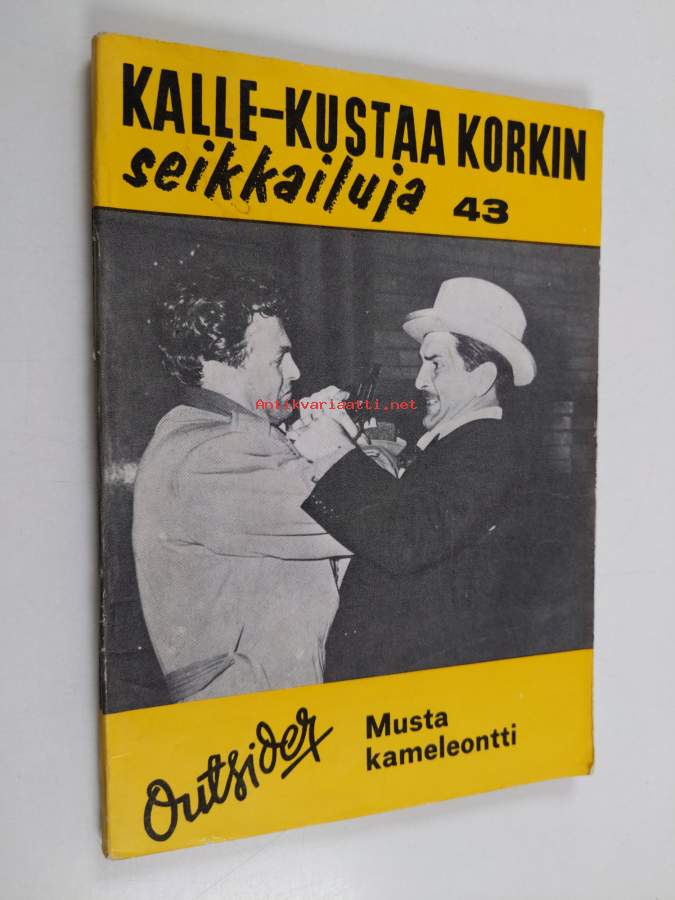 KALLE-KUSTAA KORKIN
seikkailuja 43
Antikvariaatti.net
Outsider
Musta
kameleontti